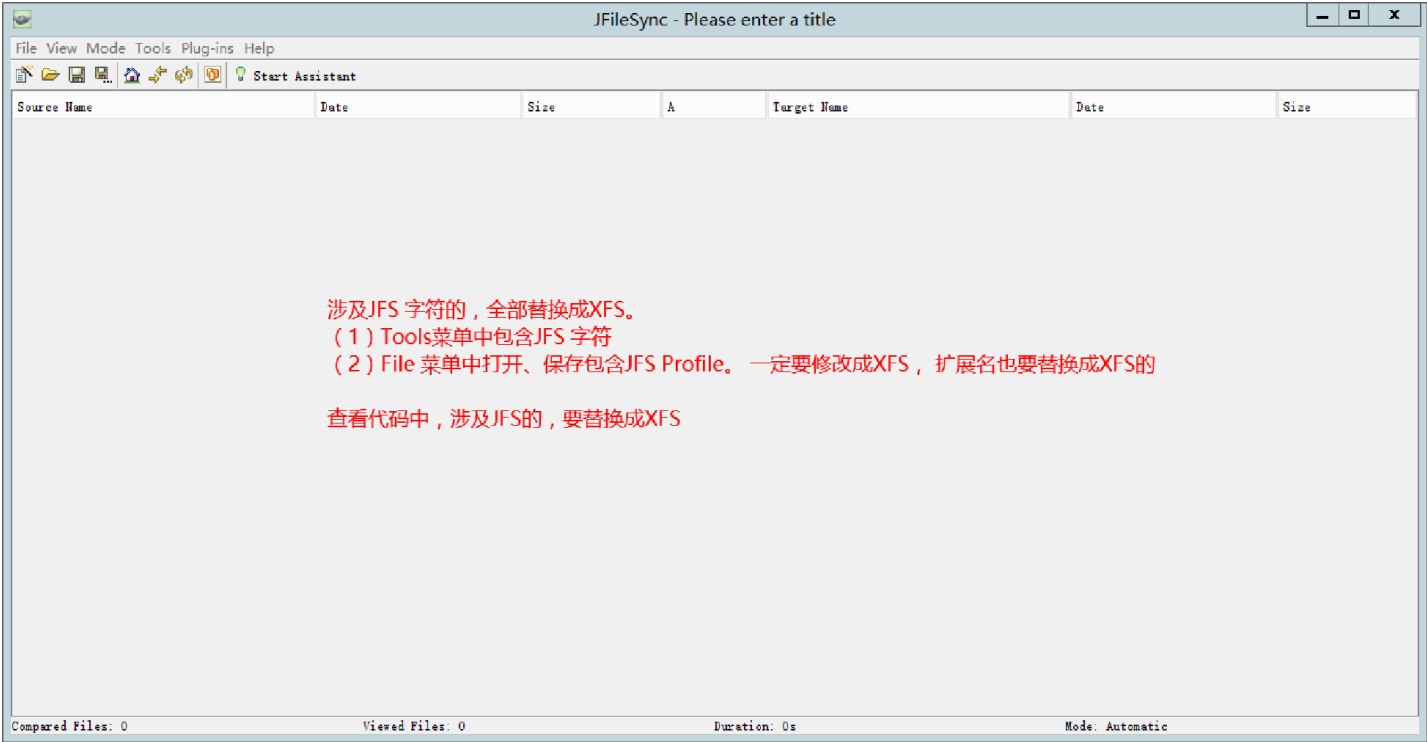 JFileSync - Please enter a title
File View Mode Tools Plug-ins Help
Start Assistant
Source Name Date Size A Target Name Date Size
涉及JFS 字符的，全部替换成XFS。
（1）Tools菜单中包含JFS 字符
（2）File 菜单中打开、保存包含JFS Profile。 一定要修改成XFS， 扩展名也要替换成XFS的
查看代码中，涉及JFS的，要替换成XFS
Compared Files: 0 Viewed Files: 0 Duration: 0s Mode: Automatic